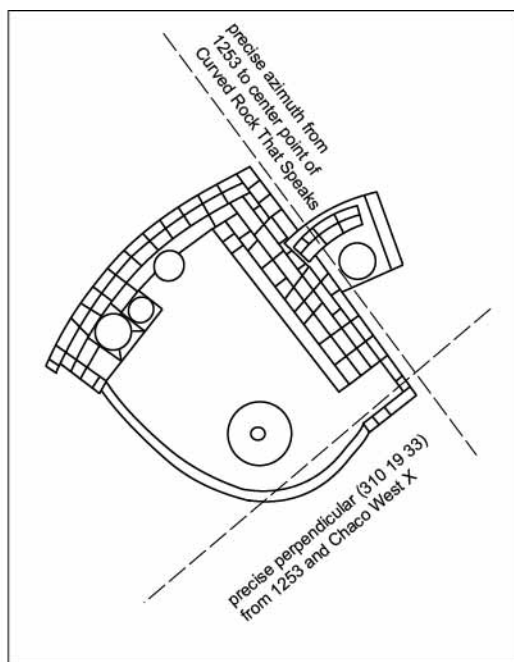 precise azimuth from
1253 to center point of
Curved Rock That Speaks
precise perpendicular (310 19 33)
from 1253 and Chaco West X